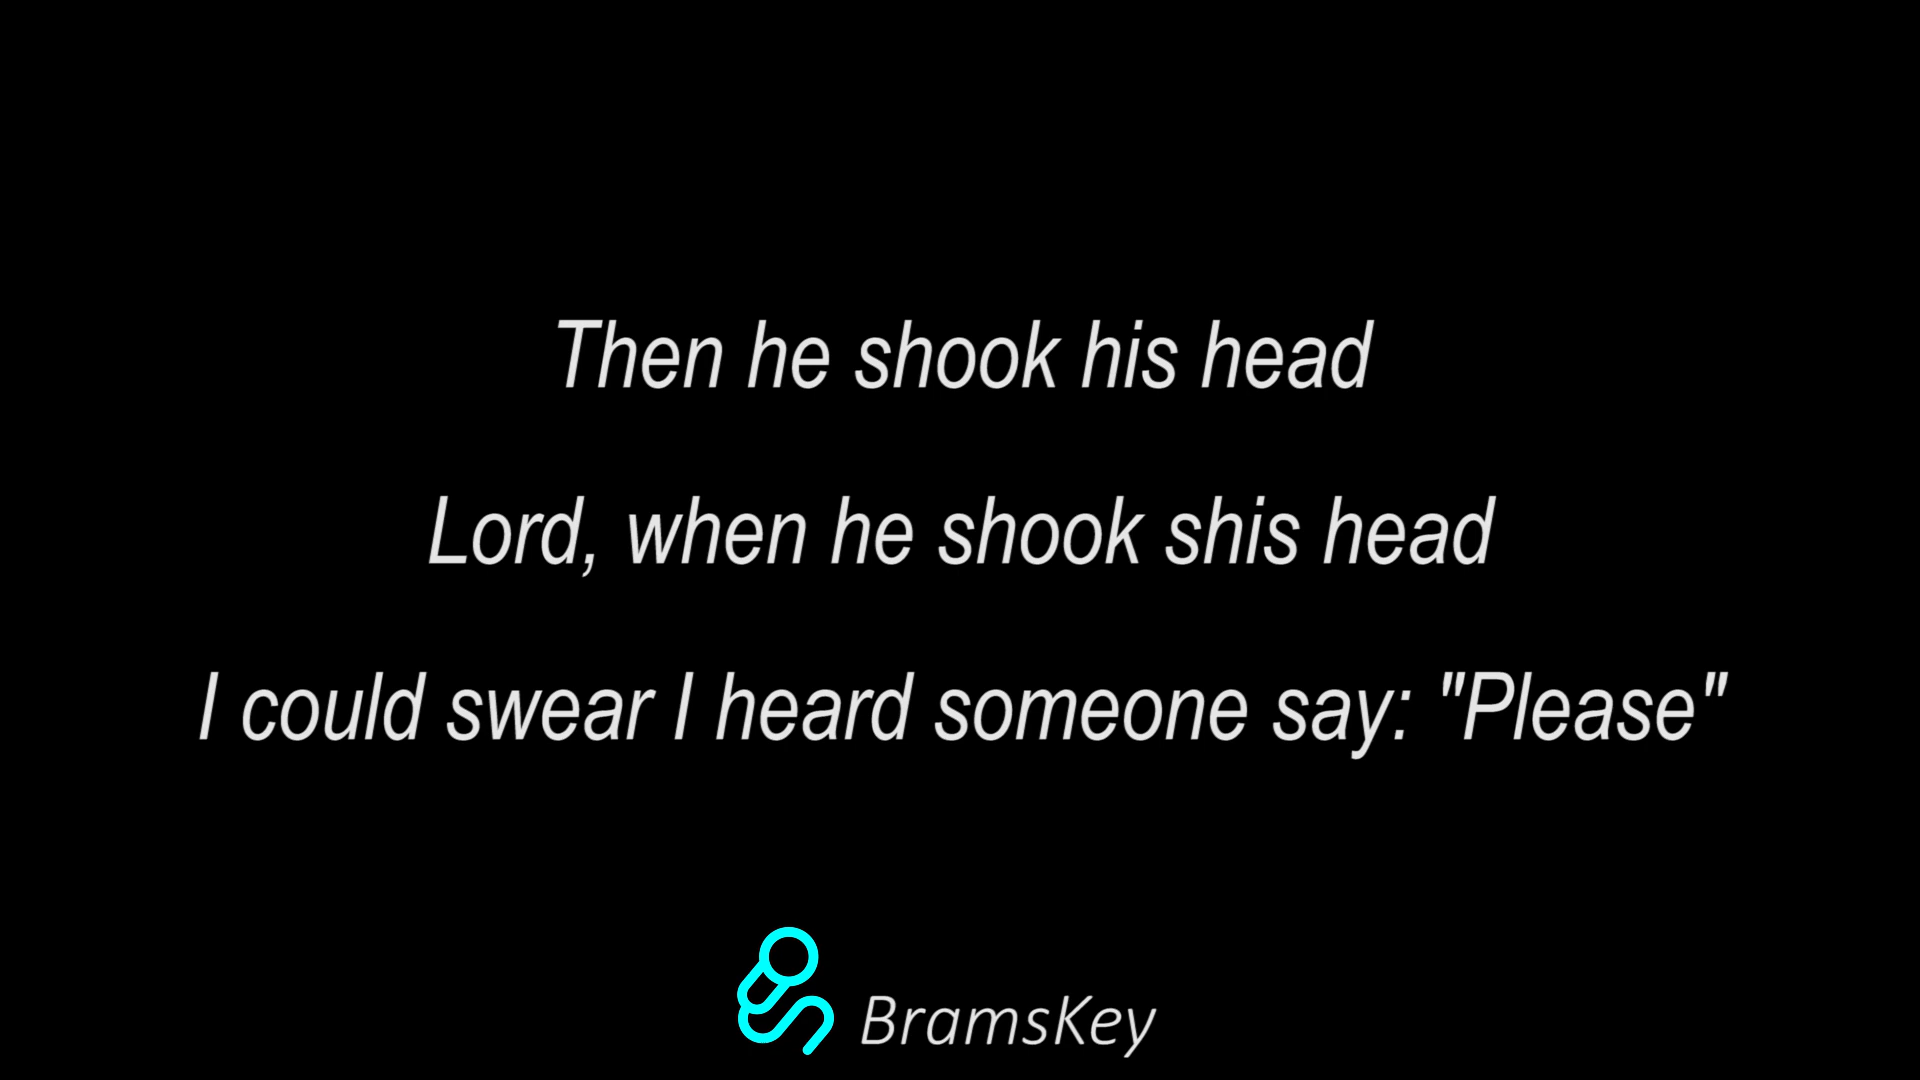 Then he shook his head
Lord, when he shook shis head
I could swear I heard someone say: "Please"
BramsKey